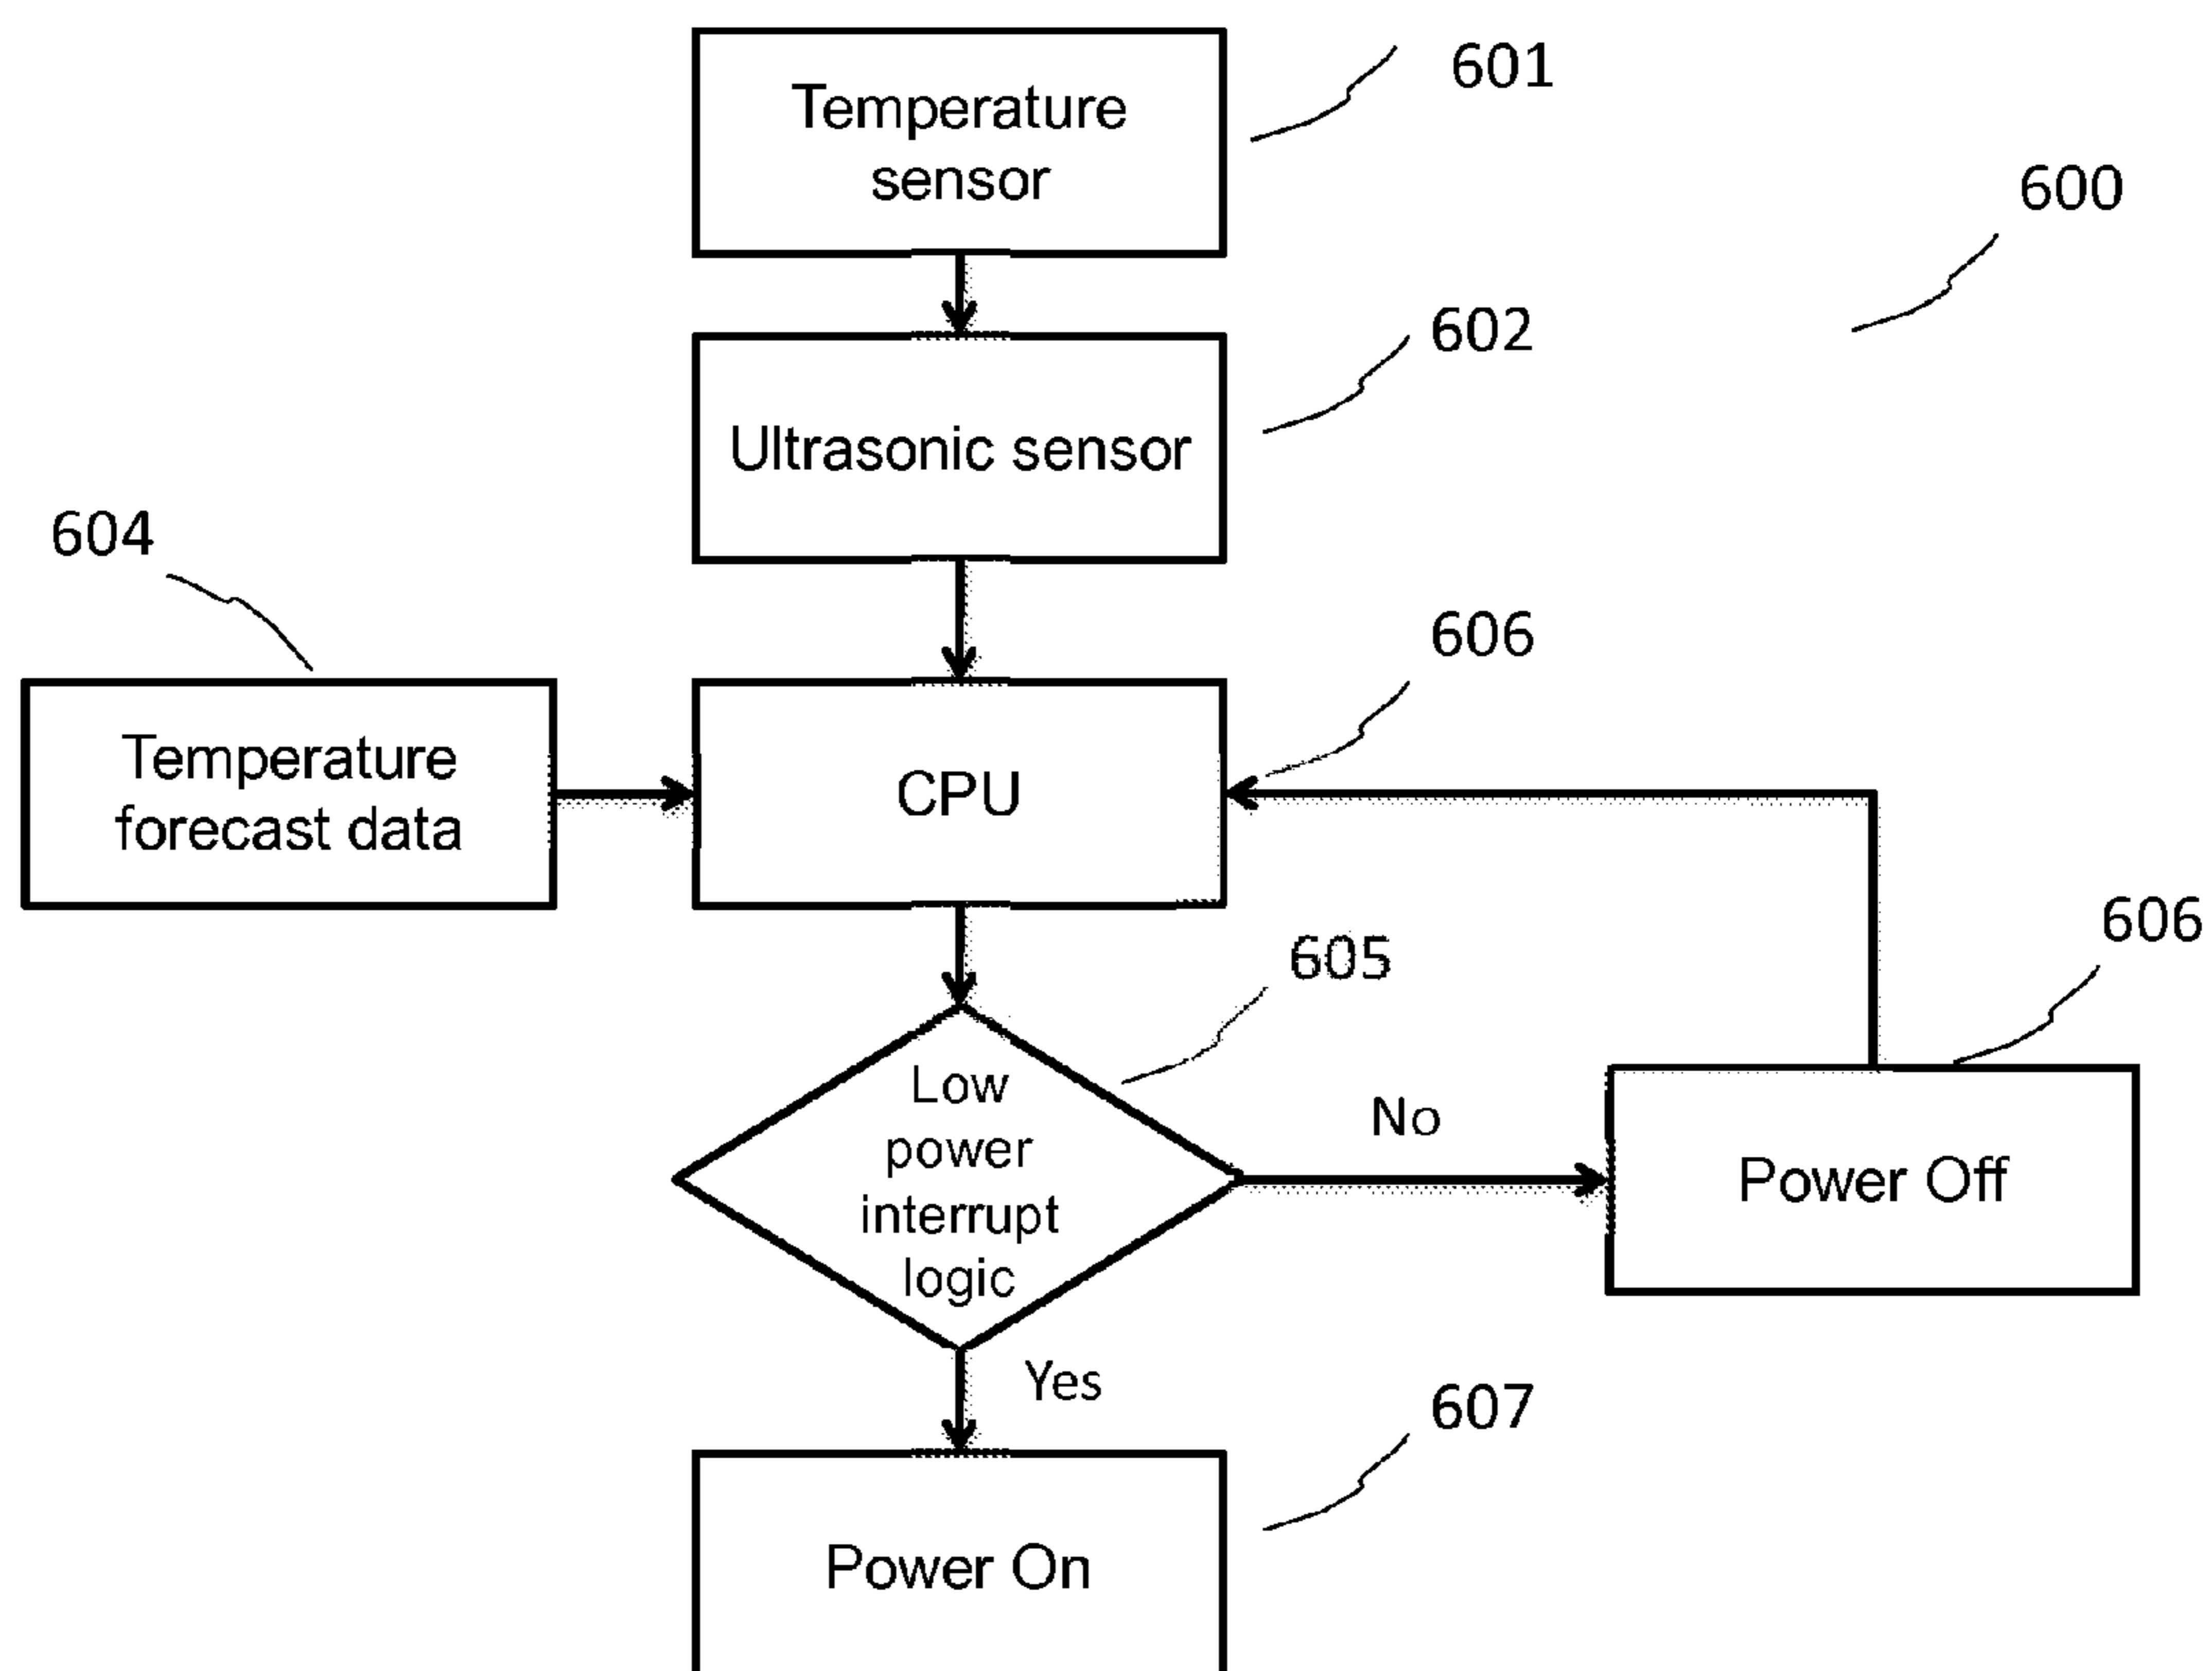 Temperature
sensor
601
600
Ultrasonic sensor
602
604
Temperature
forecast data
CPU
606
605
Low
power
interrupt
logic
No
606
Power Off
Yes
607
Power On